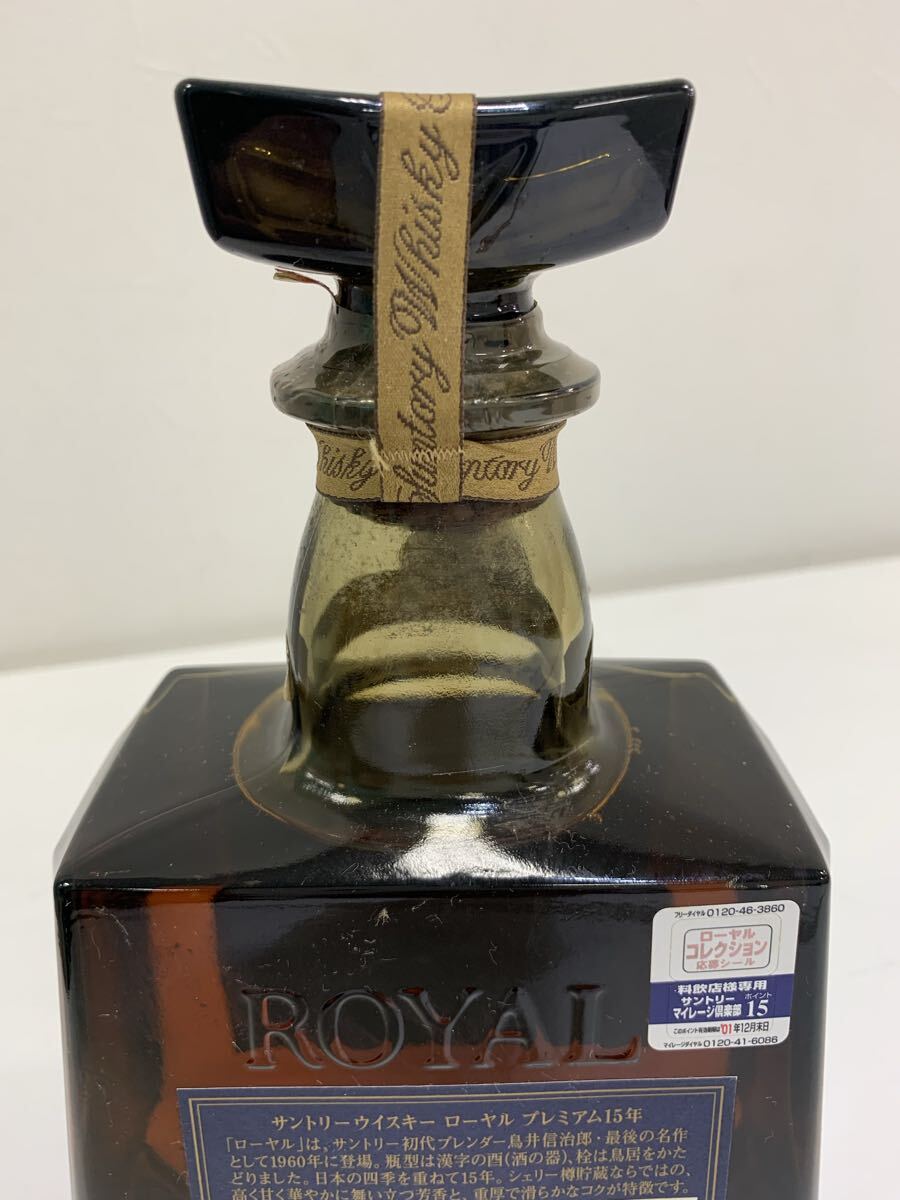 Suntory Whisky
Whisky
ntory W
ROYAL
フリーダイヤル 0120-46-3860
ローヤル
コレクション
応募シール
料飲店様専用
サントリー ポイント
マイレージ倶楽部 15
このポイント有効期限は'01年12月末日
マイレージダイヤル 0120-41-6086
サントリーウイスキー ローヤル プレミアム15年
「ローヤル」は、サントリー初代ブレンダー鳥井信治郎・最後の名作
として1960年に登場。瓶型は漢字の酉(酒の器)、栓は鳥居をかた
どりました。日本の四季を重ねて15年。シェリー樽貯蔵ならではの、
高く甘く華やかに舞い立つ芳香と、重厚で滑らかなコクが特徴です。